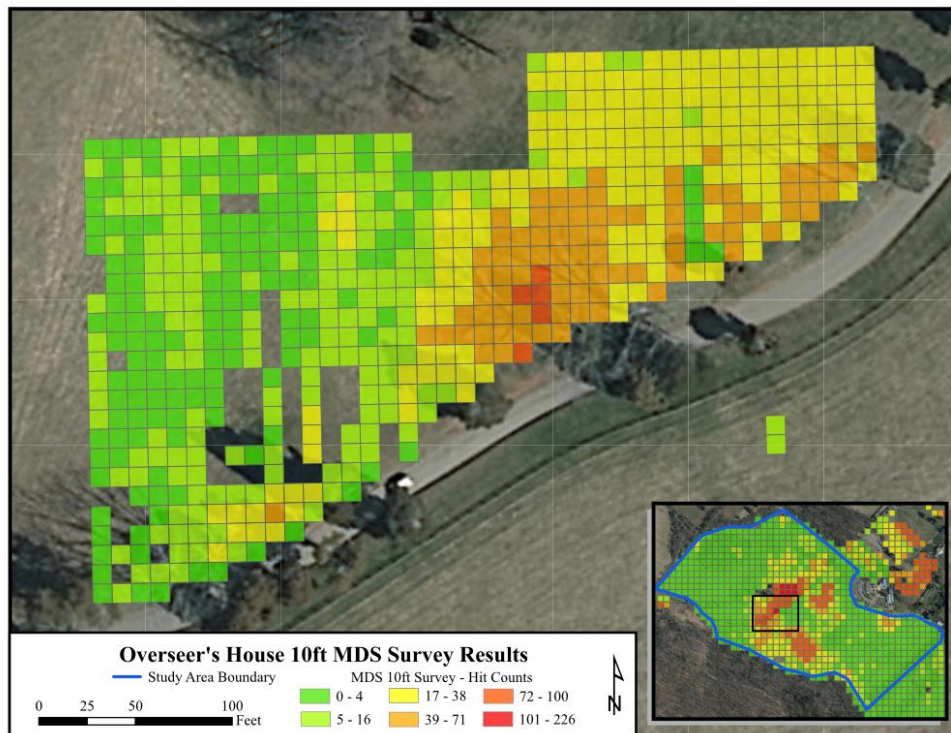 Overseer's House 10ft MDS Survey Results
Study Area Boundary
MDS 10ft Survey - Hit Counts
0 - 4
17 - 38
72 - 100
5 - 16
39 - 71
101 - 226
0
25
50
100
Feet
N